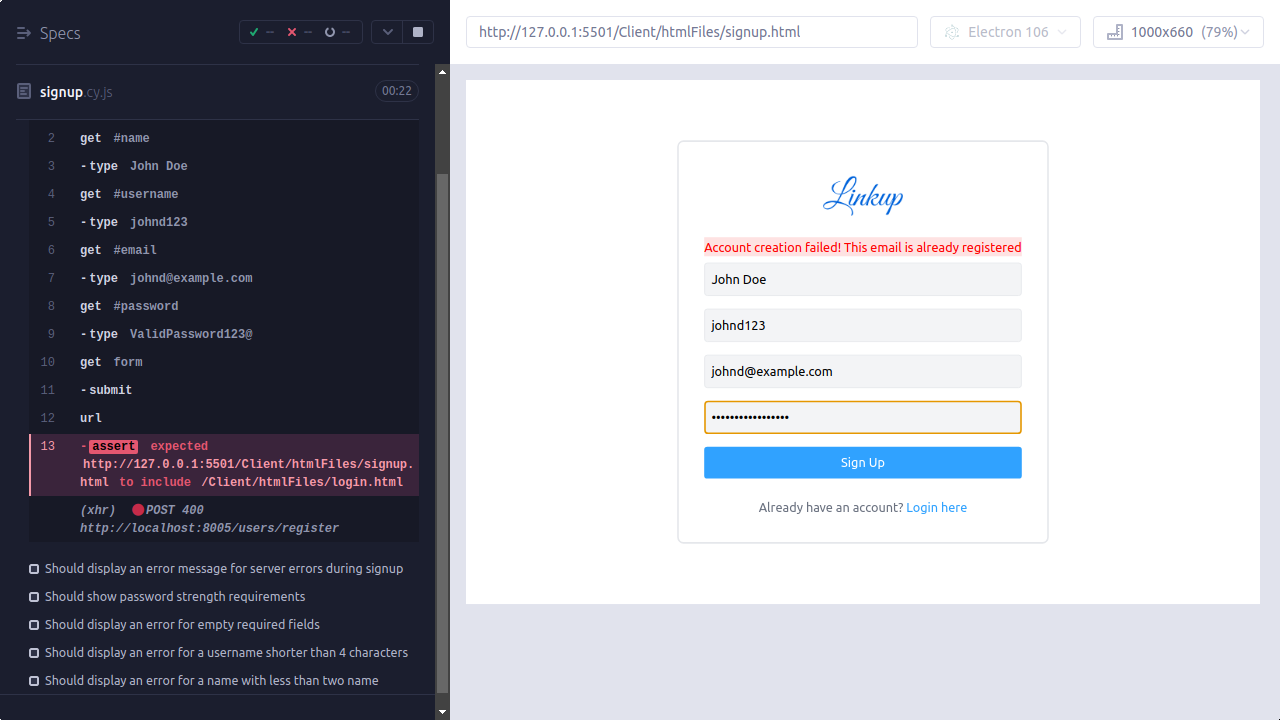 Specs
-- -- --
signup.cy.js
00:22
2 get #name
3 -type John Doe
4 get #username
5 -type johnd123
6 get #email
7 -type johnd@example.com
8 get #password
9 -type ValidPassword123@
10 get form
11 -submit
12 url
13 -assert expected
http://127.0.0.1:5501/Client/htmlFiles/signup.
html to include /Client/htmlFiles/login.html
(xhr) POST 400
http://localhost:8005/users/register
Should display an error message for server errors during signup
Should show password strength requirements
Should display an error for empty required fields
Should display an error for a username shorter than 4 characters
Should display an error for a name with less than two name
http://127.0.0.1:5501/Client/htmlFiles/signup.html
Electron 106
1000x660 (79%)
Linkup
Account creation failed! This email is already registered
John Doe
johnd123
johnd@example.com
•••••••••••••••••
Sign Up
Already have an account? Login here